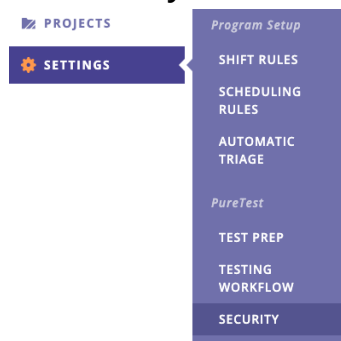 PROJECTS
SETTINGS
Program Setup
SHIFT RULES
SCHEDULING
RULES
AUTOMATIC
TRIAGE
PureTest
TEST PREP
TESTING
WORKFLOW
SECURITY